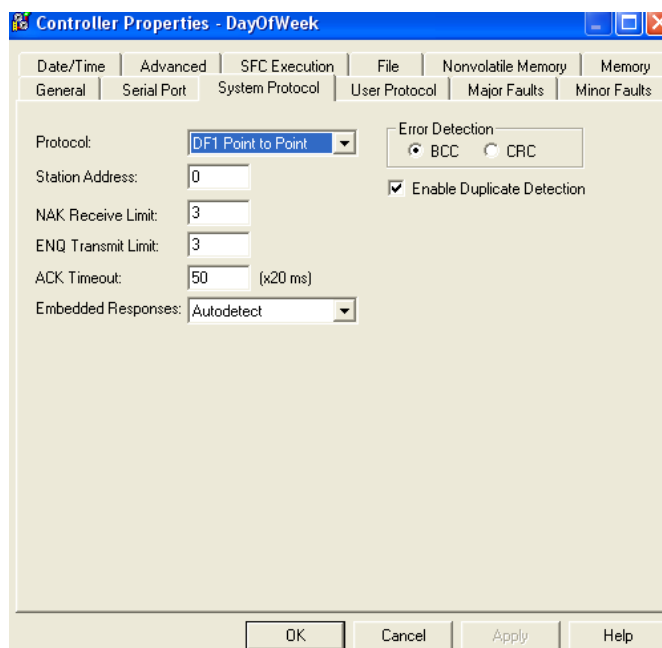 Controller Properties - DayOfWeek
Date/Time Advanced SFC Execution File Nonvolatile Memory Memory
General Serial Port System Protocol User Protocol Major Faults Minor Faults
Protocol: DF1 Point to Point
Error Detection
BCC CRC
Station Address: 0
Enable Duplicate Detection
NAK Receive Limit: 3
ENQ Transmit Limit: 3
ACK Timeout: 50 (x20 ms)
Embedded Responses: Autodetect
OK Cancel Apply Help